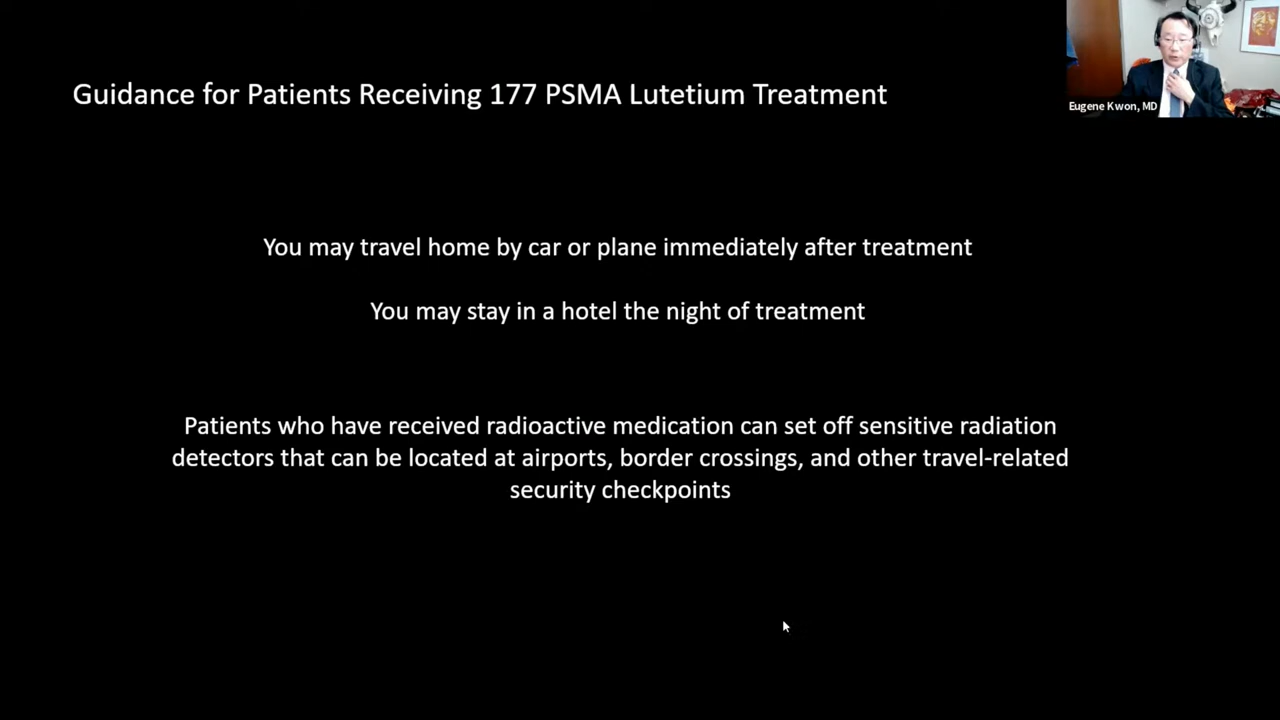 Guidance for Patients Receiving 177 PSMA Lutetium Treatment
Eugene Kwon, MD
You may travel home by car or plane immediately after treatment
You may stay in a hotel the night of treatment
Patients who have received radioactive medication can set off sensitive radiation
detectors that can be located at airports, border crossings, and other travel-related
security checkpoints